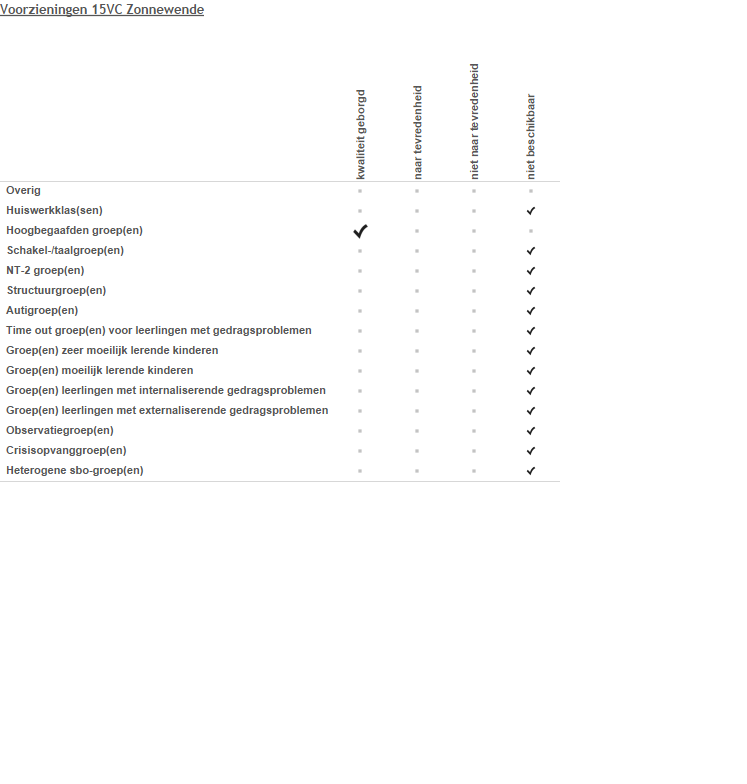 Voorzieningen 15VC Zonnewende
kwaliteit geborgd
naar tevredenheid
niet naar tevredenheid
niet beschikbaar
Overig
Huiswerkklas(sen)
Hoogbegaafden groep(en)
Schakel-/taalgroep(en)
NT-2 groep(en)
Structuurgroep(en)
Autigroep(en)
Time out groep(en) voor leerlingen met gedragsproblemen
Groep(en) zeer moeilijk lerende kinderen
Groep(en) moeilijk lerende kinderen
Groep(en) leerlingen met internaliserende gedragsproblemen
Groep(en) leerlingen met externaliserende gedragsproblemen
Observatiegroep(en)
Crisisopvanggroep(en)
Heterogene sbo-groep(en)